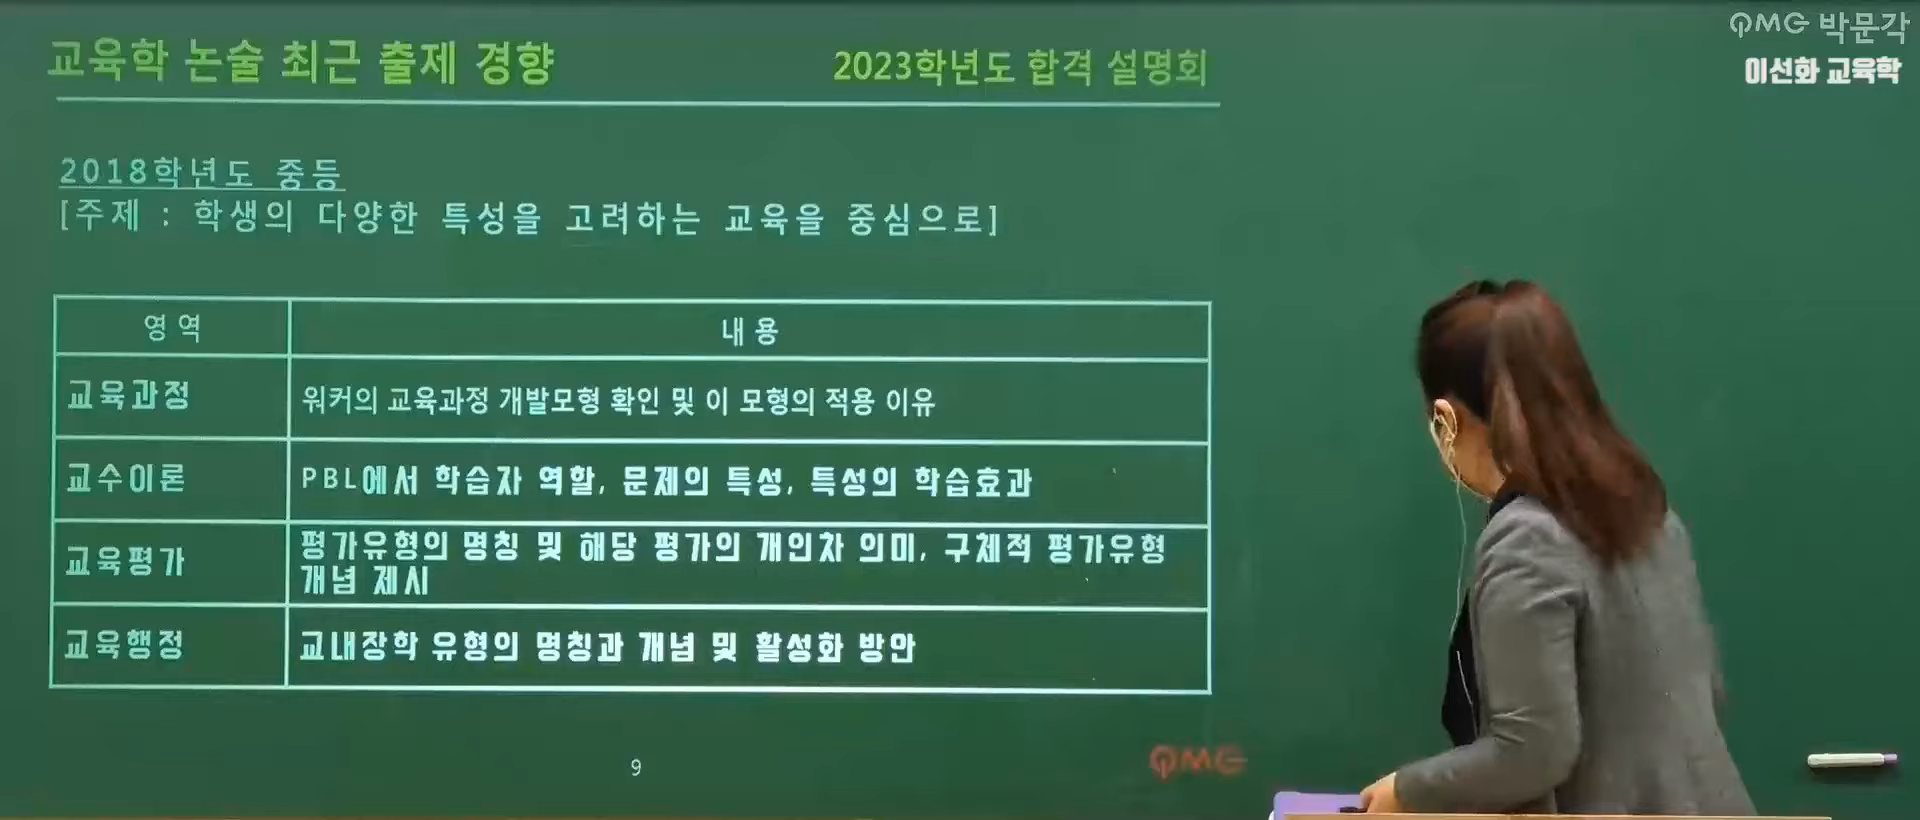 PMG 박문각
이선화 교육학
교육학 논술 최근 출제 경향
2023학년도 합격 설명회
2018학년도 중등
[주제 : 학생의 다양한 특성을 고려하는 교육을 중심으로]
영역
내용
교육과정
워커의 교육과정 개발모형 확인 및 이 모형의 적용 이유
교수이론
PBL에서 학습자 역할, 문제의 특성, 특성의 학습효과
교육평가
평가유형의 명칭 및 해당 평가의 개인차 의미, 구체적 평가유형
개념 제시
교육행정
교내장학 유형의 명칭과 개념 및 활성화 방안
9
PMG